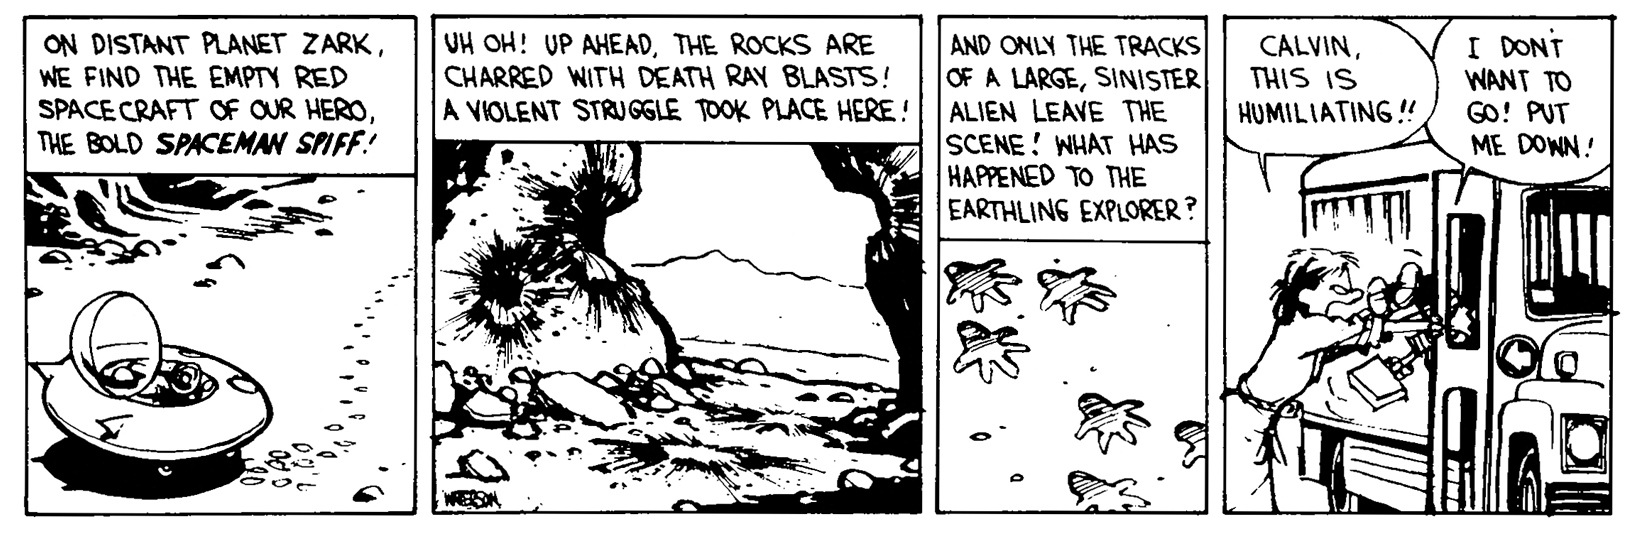 ON DISTANT PLANET ZARK,
WE FIND THE EMPTY RED
SPACECRAFT OF OUR HERO,
THE BOLD SPACEMAN SPIFF!
UH OH! UP AHEAD, THE ROCKS ARE
CHARRED WITH DEATH RAY BLASTS!
A VIOLENT STRUGGLE TOOK PLACE HERE!
WATTERSON
AND ONLY THE TRACKS
OF A LARGE, SINISTER
ALIEN LEAVE THE
SCENE! WHAT HAS
HAPPENED TO THE
EARTHLING EXPLORER?
CALVIN,
THIS IS
HUMILIATING!!
I DON'T
WANT TO
GO! PUT
ME DOWN!